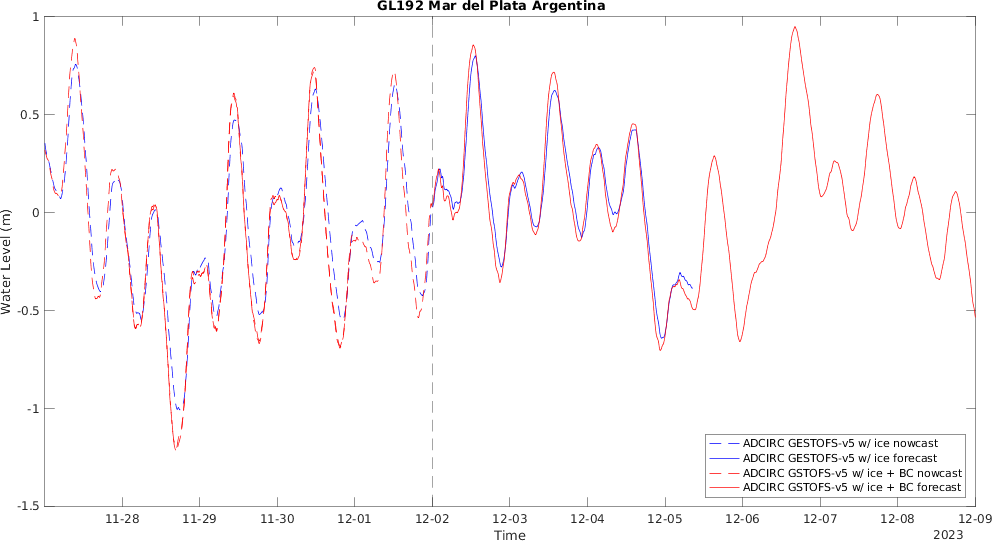 GL192 Mar del Plata Argentina
1
0.5
0
-0.5
-1
-1.5
Water Level (m)
ADCIRC GESTOFS-v5 w/ ice nowcast
ADCIRC GESTOFS-v5 w/ ice forecast
ADCIRC GSTOFS-v5 w/ ice + BC nowcast
ADCIRC GSTOFS-v5 w/ ice + BC forecast
11-28 11-29 11-30 12-01 12-02 12-03 12-04 12-05 12-06 12-07 12-08 12-09
Time
2023